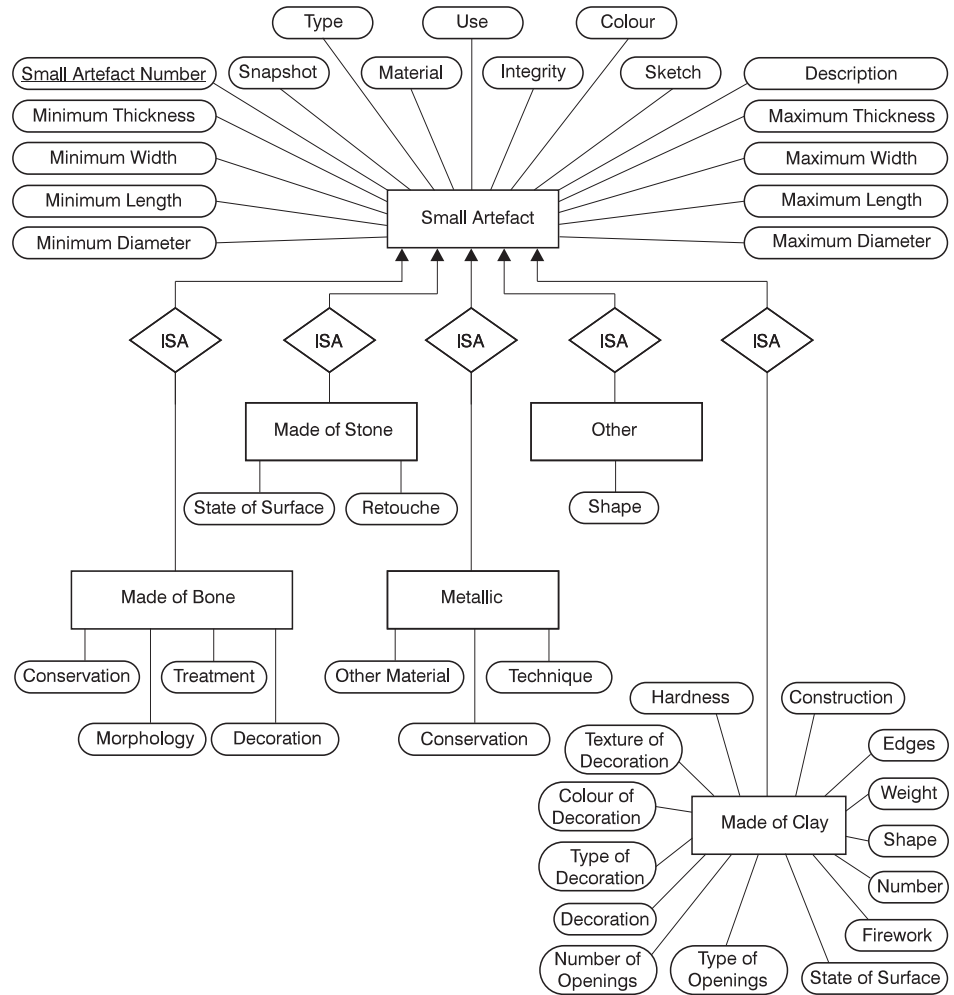 Type
Use
Colour
Small Artefact Number
Snapshot
Material
Integrity
Sketch
Description
Minimum Thickness
Maximum Thickness
Minimum Width
Maximum Width
Minimum Length
Maximum Length
Small Artefact
Minimum Diameter
Maximum Diameter
ISA
ISA
ISA
ISA
ISA
Made of Stone
Other
State of Surface
Retouche
Shape
Made of Bone
Metallic
Conservation
Treatment
Other Material
Technique
Morphology
Decoration
Conservation
Hardness
Construction
Texture of
Decoration
Edges
Colour of
Decoration
Weight
Made of Clay
Shape
Type of
Decoration
Number
Decoration
Firework
Number of
Openings
Type of
Openings
State of Surface